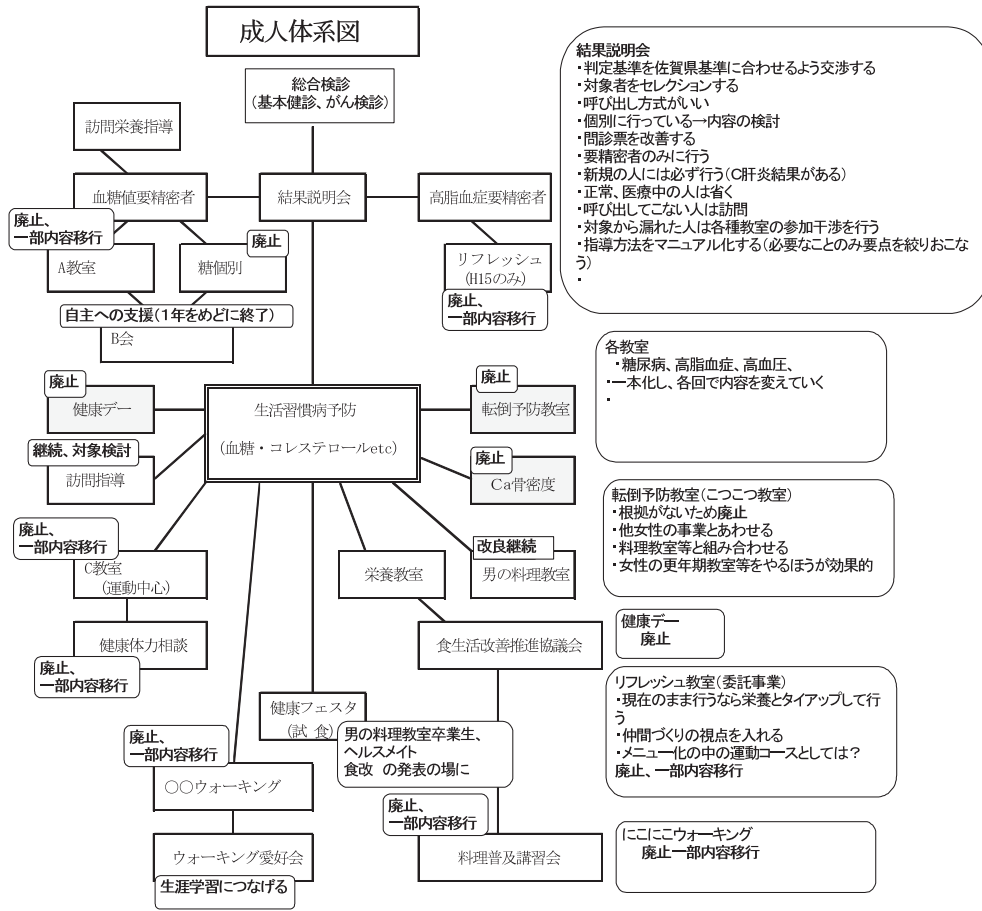 成人体系図
総合検診
(基本健診、がん検診)
訪問栄養指導
血糖値要精密者
結果説明会
高脂血症要精密者
廃止、
一部内容移行
A教室
廃止
糖個別
リフレッシュ
(H15のみ)
廃止、
一部内容移行
自主への支援(1年をめどに終了)
B会
廃止
健康デー
生活習慣病予防
(血糖・コレステロールetc)
廃止
転倒予防教室
継続、対象検討
訪問指導
廃止
Ca骨密度
廃止、
一部内容移行
C教室
(運動中心)
栄養教室
改良継続
男の料理教室
健康体力相談
廃止、
一部内容移行
食生活改善推進協議会
健康フェスタ
(試 食)
男の料理教室卒業生、
ヘルスメイト
食改 の発表の場に
廃止、
一部内容移行
〇〇ウォーキング
廃止、
一部内容移行
ウォーキング愛好会
生涯学習につなげる
料理普及講習会
結果説明会
・判定基準を佐賀県基準に合わせるよう交渉する
・対象者をセレクションする
・呼び出し方式がいい
・個別に行っている→内容の検討
・問診票を改善する
・要精密者のみに行う
・新規の人には必ず行う(C肝炎結果がある)
・正常、医療中の人は省く
・呼び出してこない人は訪問
・対象から漏れた人は各種教室の参加干渉を行う
・指導方法をマニュアル化する(必要なことのみ要点を絞りおこな
う)
・
各教室
・糖尿病、高脂血症、高血圧、
・一本化し、各回で内容を変えていく
・
転倒予防教室(こつこつ教室)
・根拠がないため廃止
・他女性の事業とあわせる
・料理教室等と組み合わせる
・女性の更年期教室等をやるほうが効果的
健康デー
廃止
リフレッシュ教室(委託事業)
・現在のまま行うなら栄養とタイアップして行
う
・仲間づくりの視点を入れる
・メニュー化の中の運動コースとしては?
廃止、一部内容移行
にこにこウォーキング
廃止一部内容移行